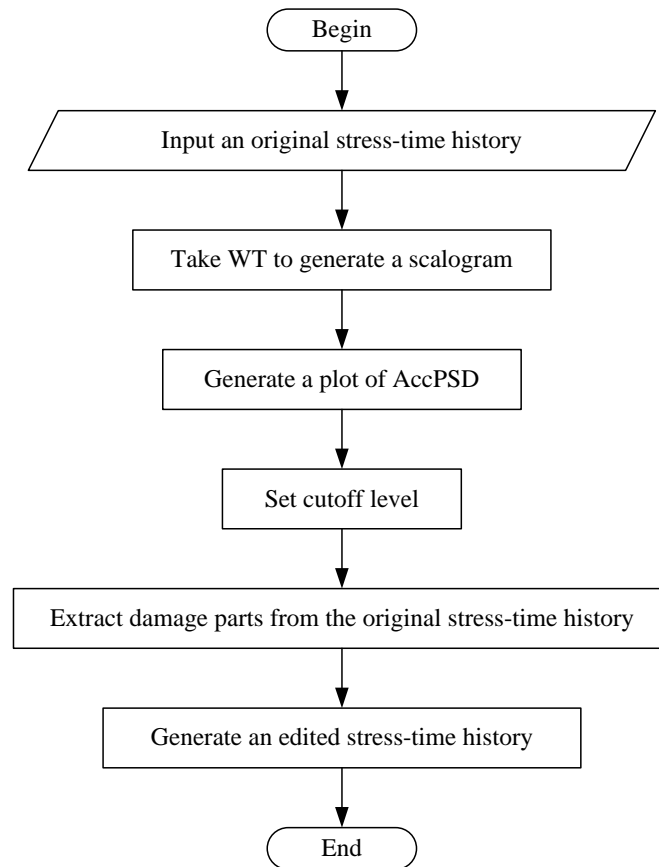 Begin
Input an original stress-time history
Take WT to generate a scalogram
Generate a plot of AccPSD
Set cutoff level
Extract damage parts from the original stress-time history
Generate an edited stress-time history
End